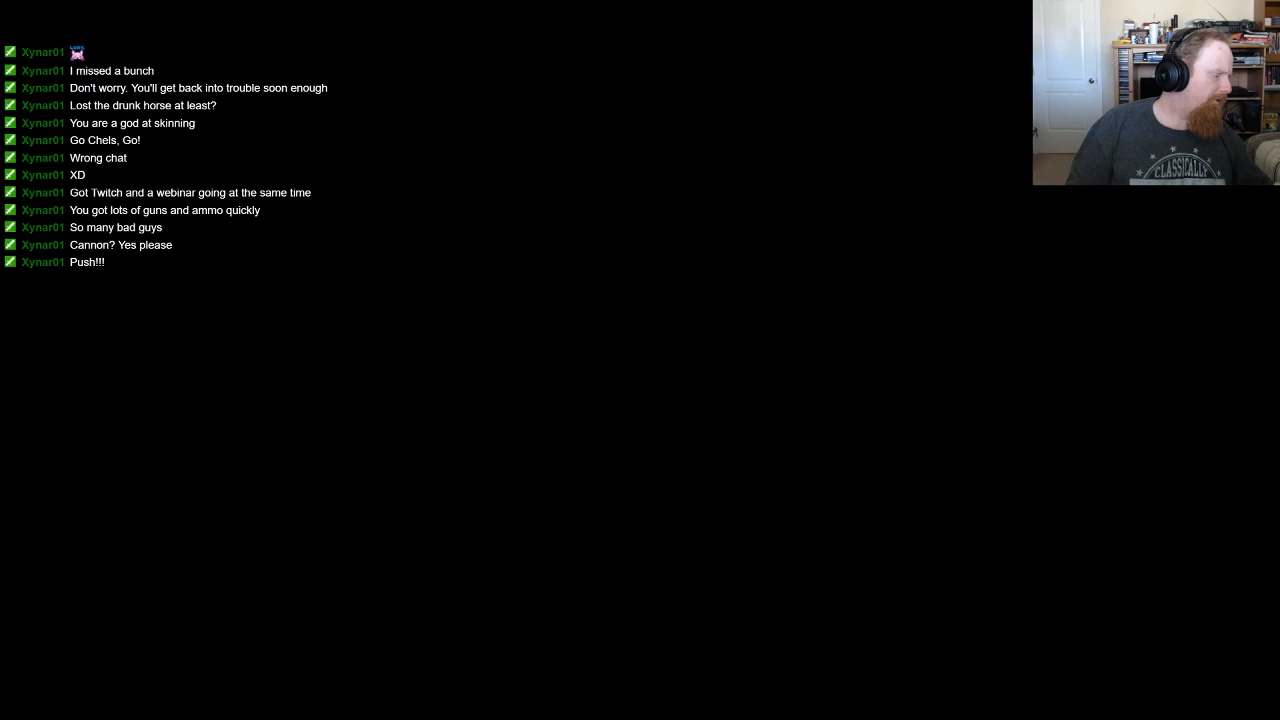 Xynar01 LURK
Xynar01 I missed a bunch
Xynar01 Don't worry. You'll get back into trouble soon enough
Xynar01 Lost the drunk horse at least?
Xynar01 You are a god at skinning
Xynar01 Go Chels, Go!
Xynar01 Wrong chat
Xynar01 XD
Xynar01 Got Twitch and a webinar going at the same time
Xynar01 You got lots of guns and ammo quickly
Xynar01 So many bad guys
Xynar01 Cannon? Yes please
Xynar01 Push!!!
CLASSICALLY